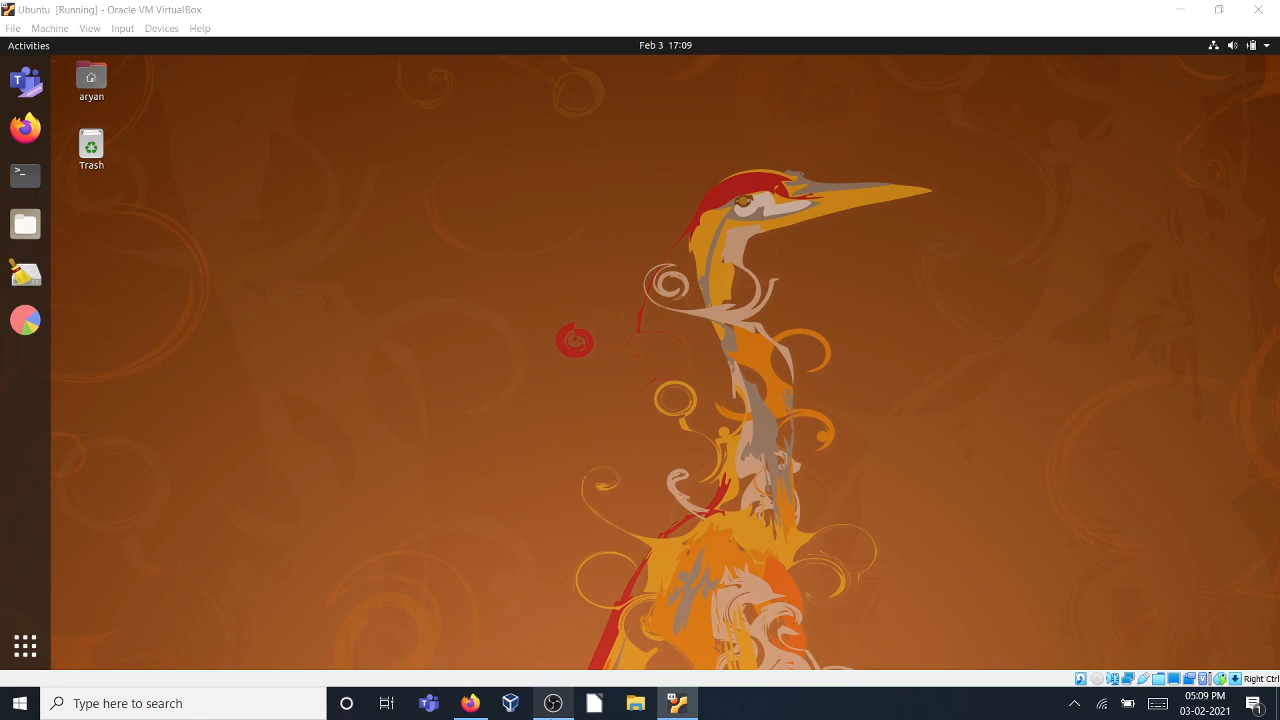 Ubuntu [Running] - Oracle VM VirtualBox
File Machine View Input Devices Help
Activities
Feb 3 17:09
aryan
Trash
Right Ctrl
Type here to search
05:09 PM
03-02-2021
1